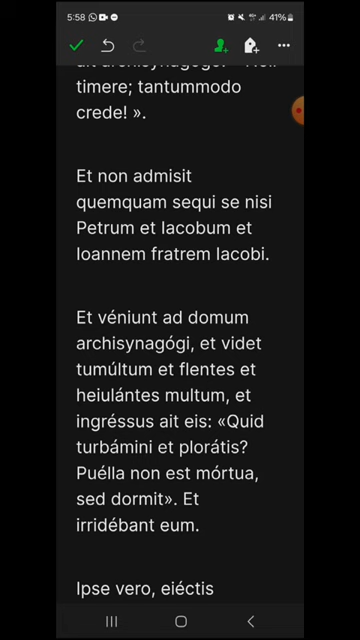 5:58
41%
timere; tantummodo
crede! ».
Et non admisit
quemquam sequi se nisi
Petrum et Iacobum et
Ioannem fratrem Iacobi.
Et véniunt ad domum
archisynagógi, et videt
tumúltum et flentes et
heiulántes multum, et
ingréssus ait eis: «Quid
turbámini et plorátis?
Puélla non est mórtua,
sed dormit». Et
irridébant eum.
Ipse vero, eiéctis